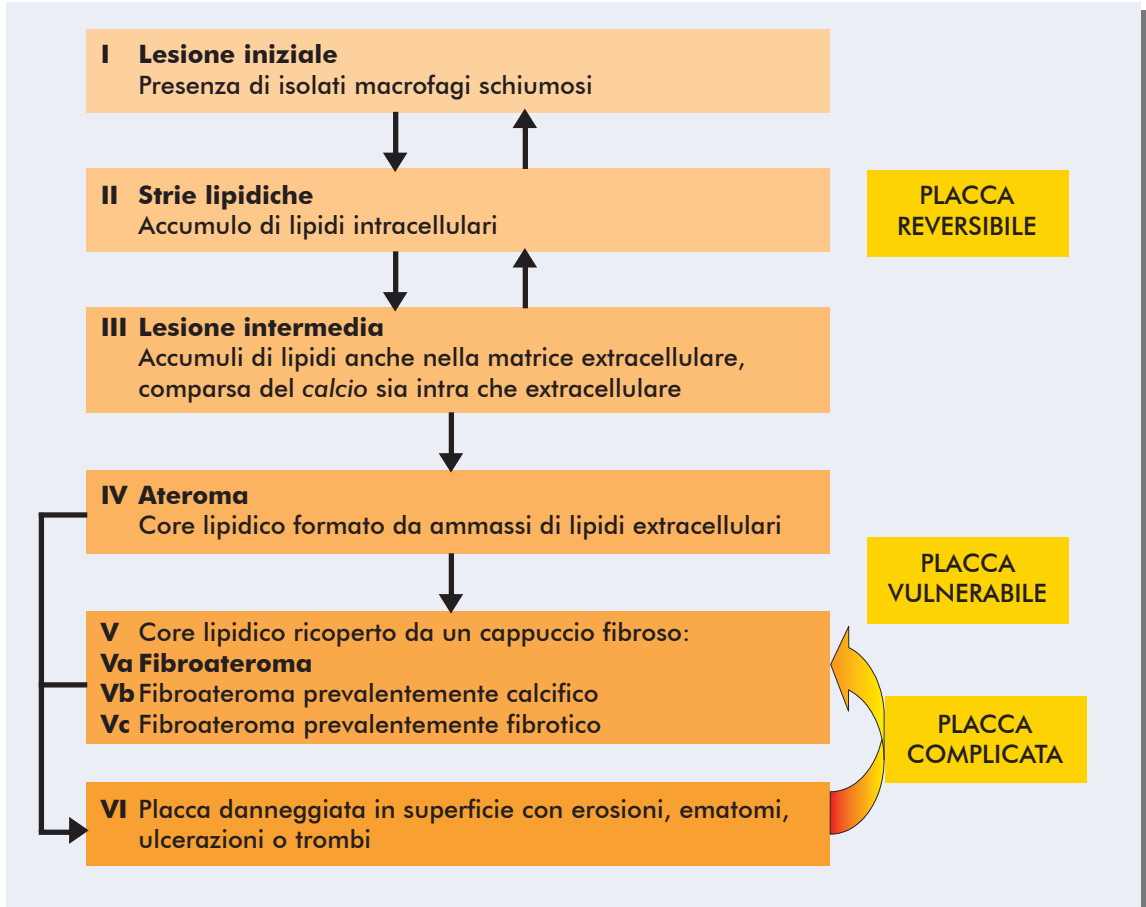 I Lesione iniziale
Presenza di isolati macrofagi schiumosi
II Strie lipidiche
Accumulo di lipidi intracellulari
PLACCA
REVERSIBILE
III Lesione intermedia
Accumuli di lipidi anche nella matrice extracellulare,
comparsa del calcio sia intra che extracellulare
IV Ateroma
Core lipidico formato da ammassi di lipidi extracellulari
PLACCA
VULNERABILE
V Core lipidico ricoperto da un cappuccio fibroso:
Va Fibroateroma
Vb Fibroateroma prevalentemente calcifico
Vc Fibroateroma prevalentemente fibrotico
PLACCA
COMPLICATA
VI Placca danneggiata in superficie con erosioni, ematomi,
ulcerazioni o trombi